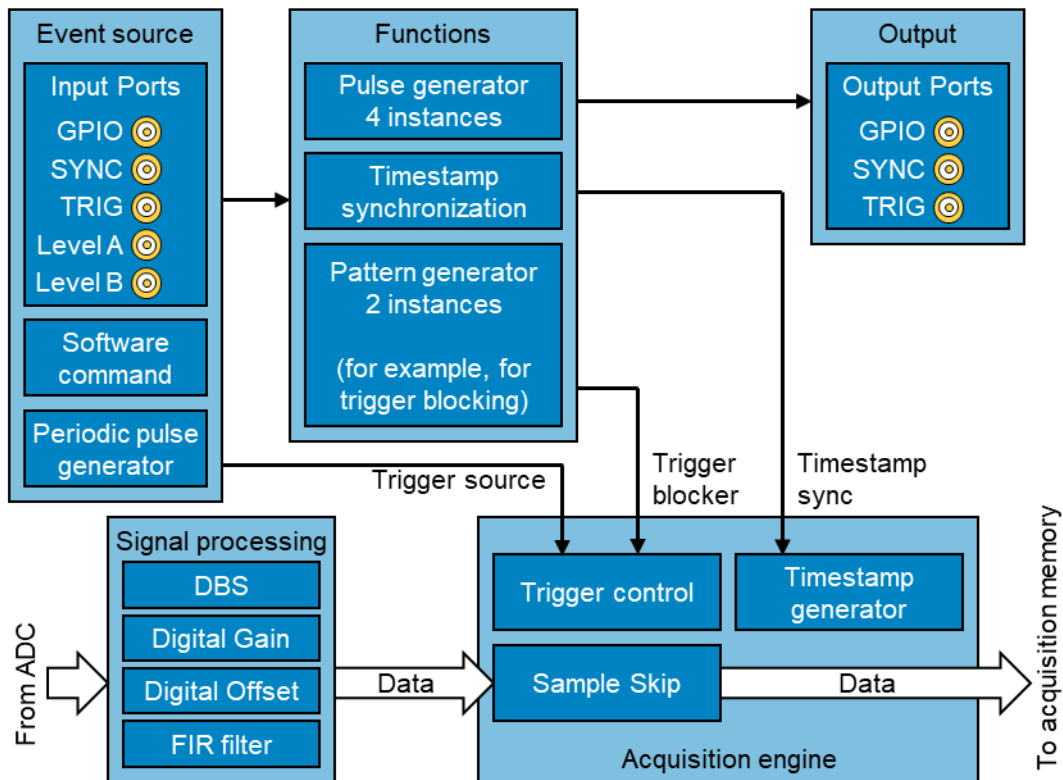 Event source
Input Ports
GPIO
SYNC
TRIG
Level A
Level B
Software
command
Periodic pulse
generator
Functions
Pulse generator
4 instances
Timestamp
synchronization
Pattern generator
2 instances
(for example, for
trigger blocking)
Output
Output Ports
GPIO
SYNC
TRIG
Trigger source
Trigger
blocker
Timestamp
sync
Signal processing
DBS
Digital Gain
Digital Offset
FIR filter
From ADC
Data
Trigger control
Timestamp
generator
Sample Skip
Data
Acquisition engine
To acquisition memory